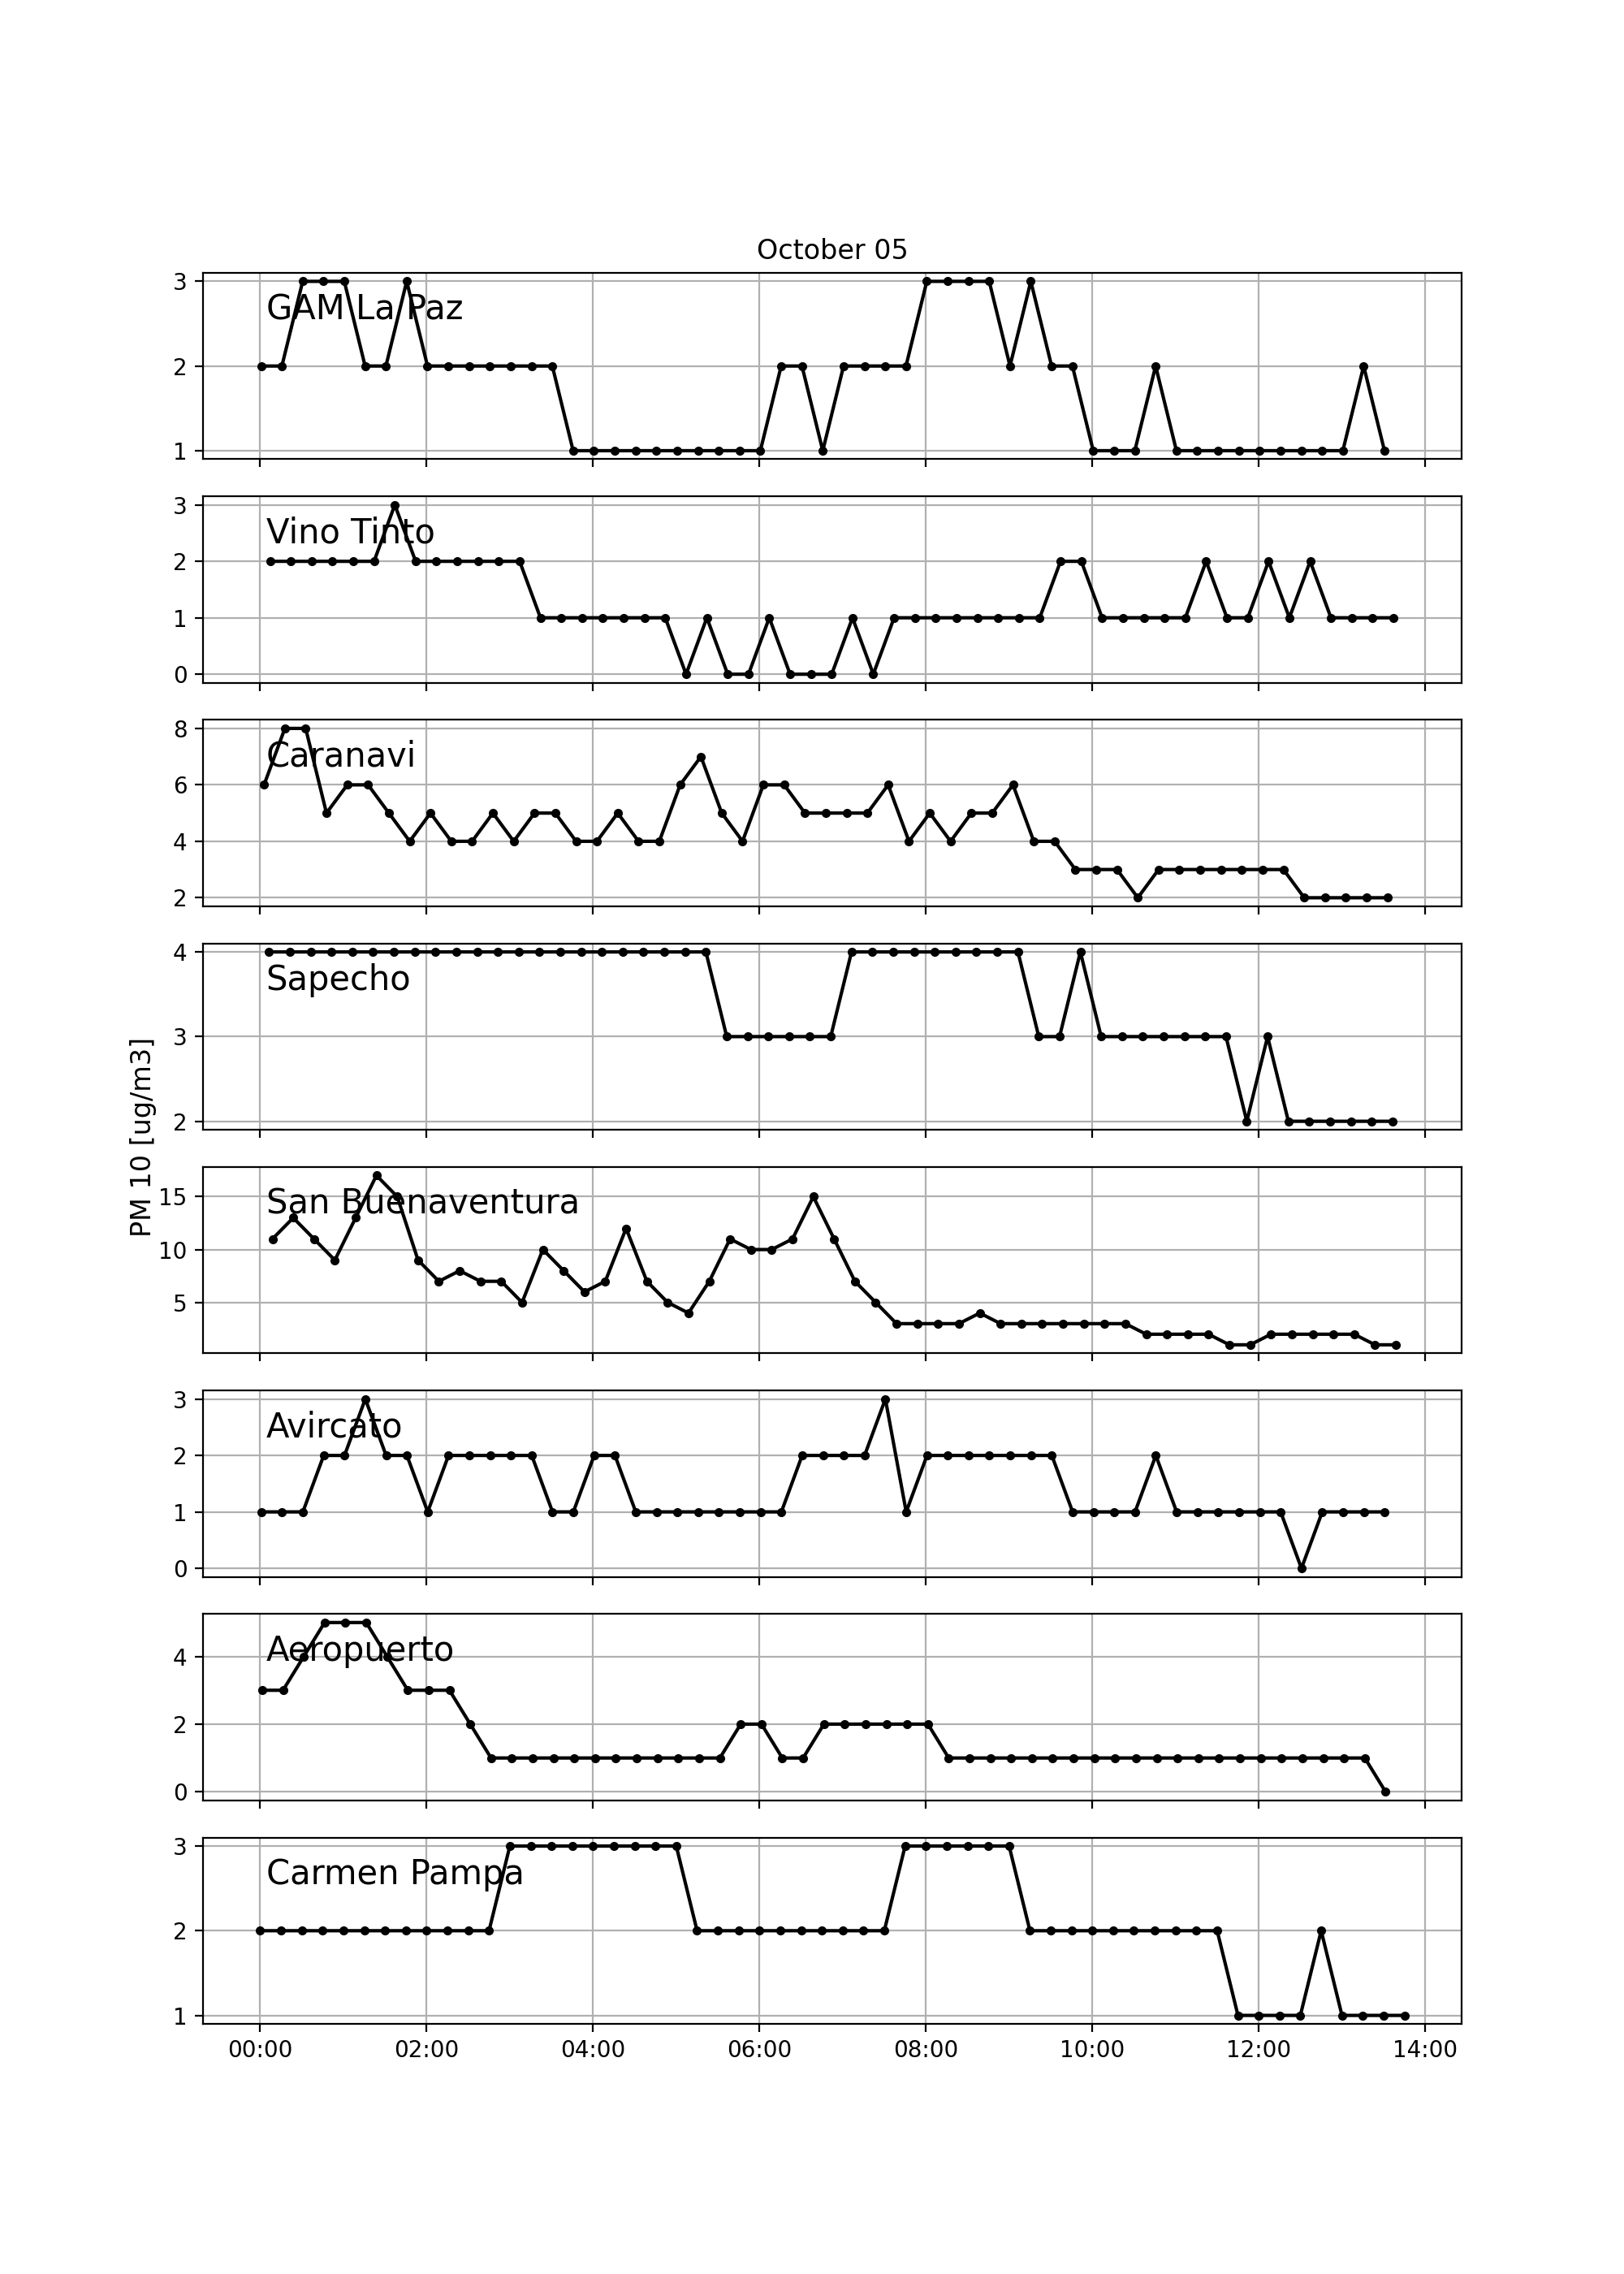 October 05
3
GAM La Paz
2
1
3
Vino Tinto
2
1
0
8
Caranavi
6
4
2
4
Sapecho
3
2
PM 10 [ug/m3]
San Buenaventura
15
10
5
3
Avircato
2
1
0
Aeropuerto
4
2
0
3
Carmen Pampa
2
1
00:00 02:00 04:00 06:00 08:00 10:00 12:00 14:00